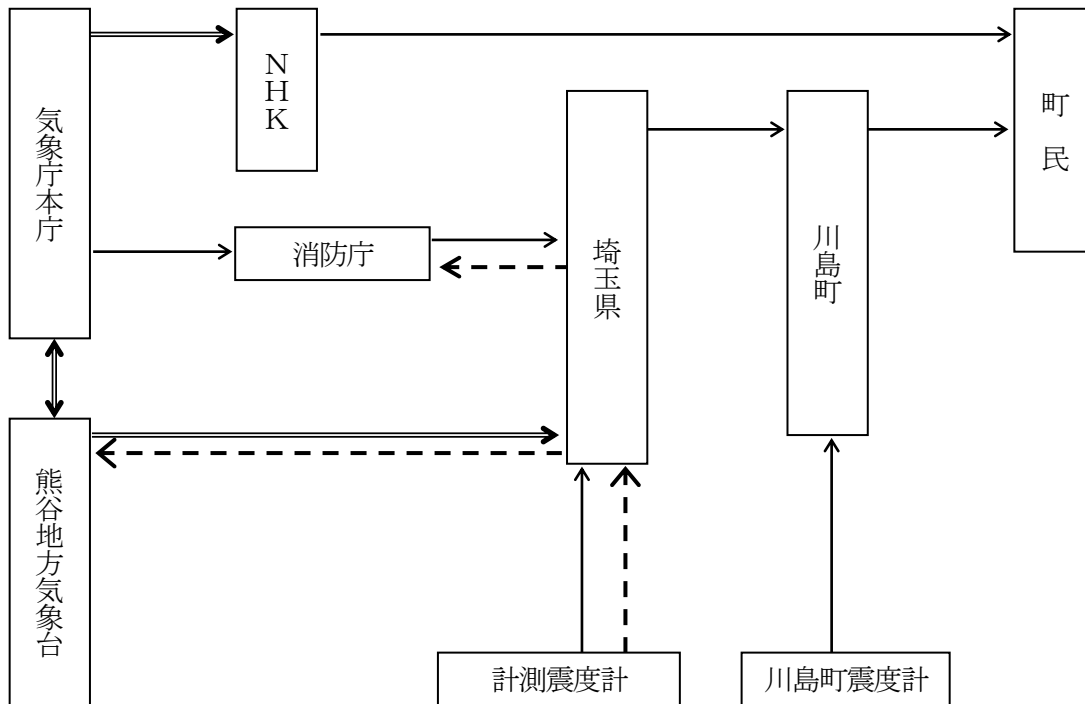 気象庁本庁
NHK
町民
消防庁
埼玉県
川島町
熊谷地方気象台
計測震度計
川島町震度計